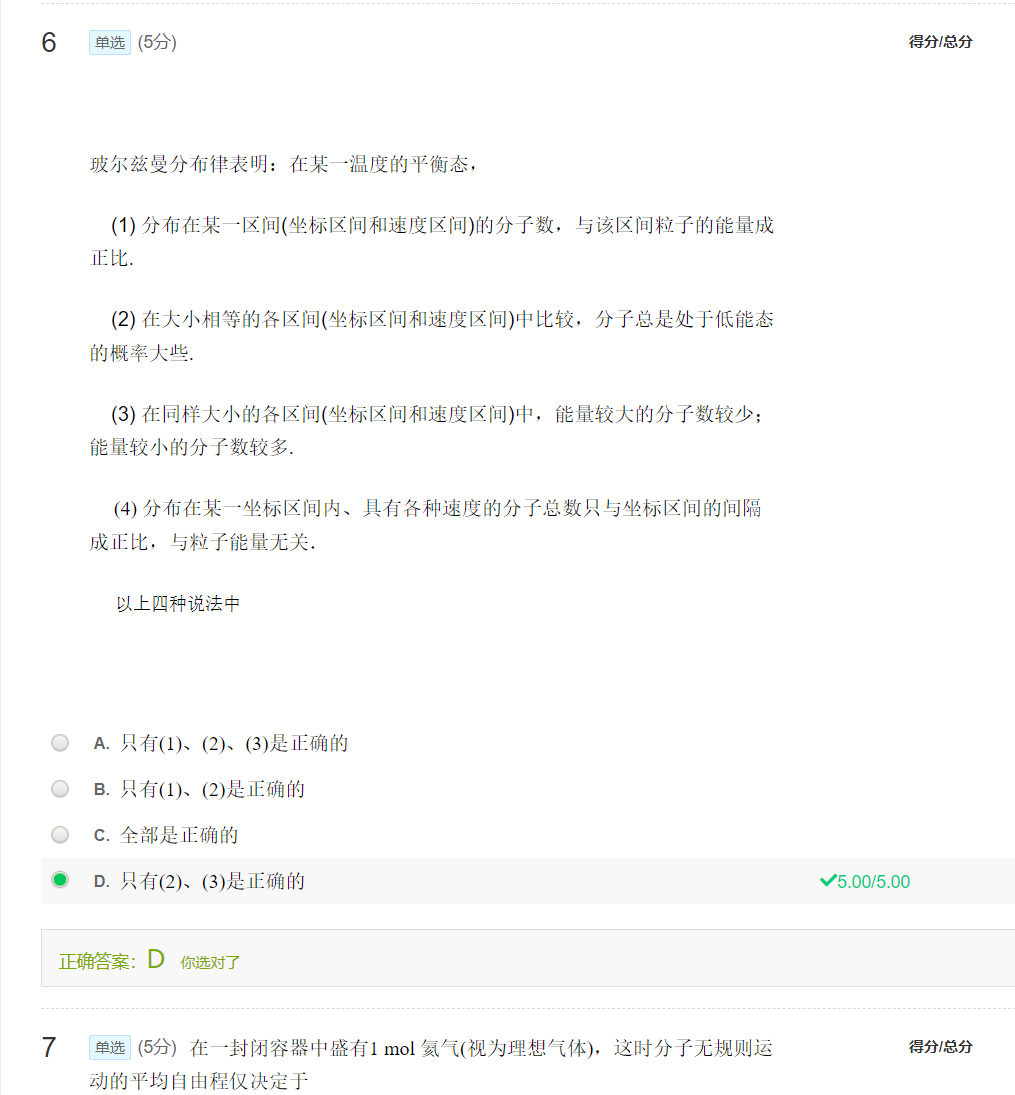 6 单选 (5分) 得分/总分
玻尔兹曼分布律表明：在某一温度的平衡态，
(1) 分布在某一区间(坐标区间和速度区间)的分子数，与该区间粒子的能量成
正比.
(2) 在大小相等的各区间(坐标区间和速度区间)中比较，分子总是处于低能态
的概率大些.
(3) 在同样大小的各区间(坐标区间和速度区间)中，能量较大的分子数较少；
能量较小的分子数较多.
(4) 分布在某一坐标区间内、具有各种速度的分子总数只与坐标区间的间隔
成正比，与粒子能量无关．
以上四种说法中
A. 只有(1)、(2)、(3)是正确的
B. 只有(1)、(2)是正确的
C. 全部是正确的
D. 只有(2)、(3)是正确的 5.00/5.00
正确答案：D 你选对了
7 单选 (5分) 在一封闭容器中盛有1 mol 氦气(视为理想气体)，这时分子无规则运 得分/总分
动的平均自由程仅决定于